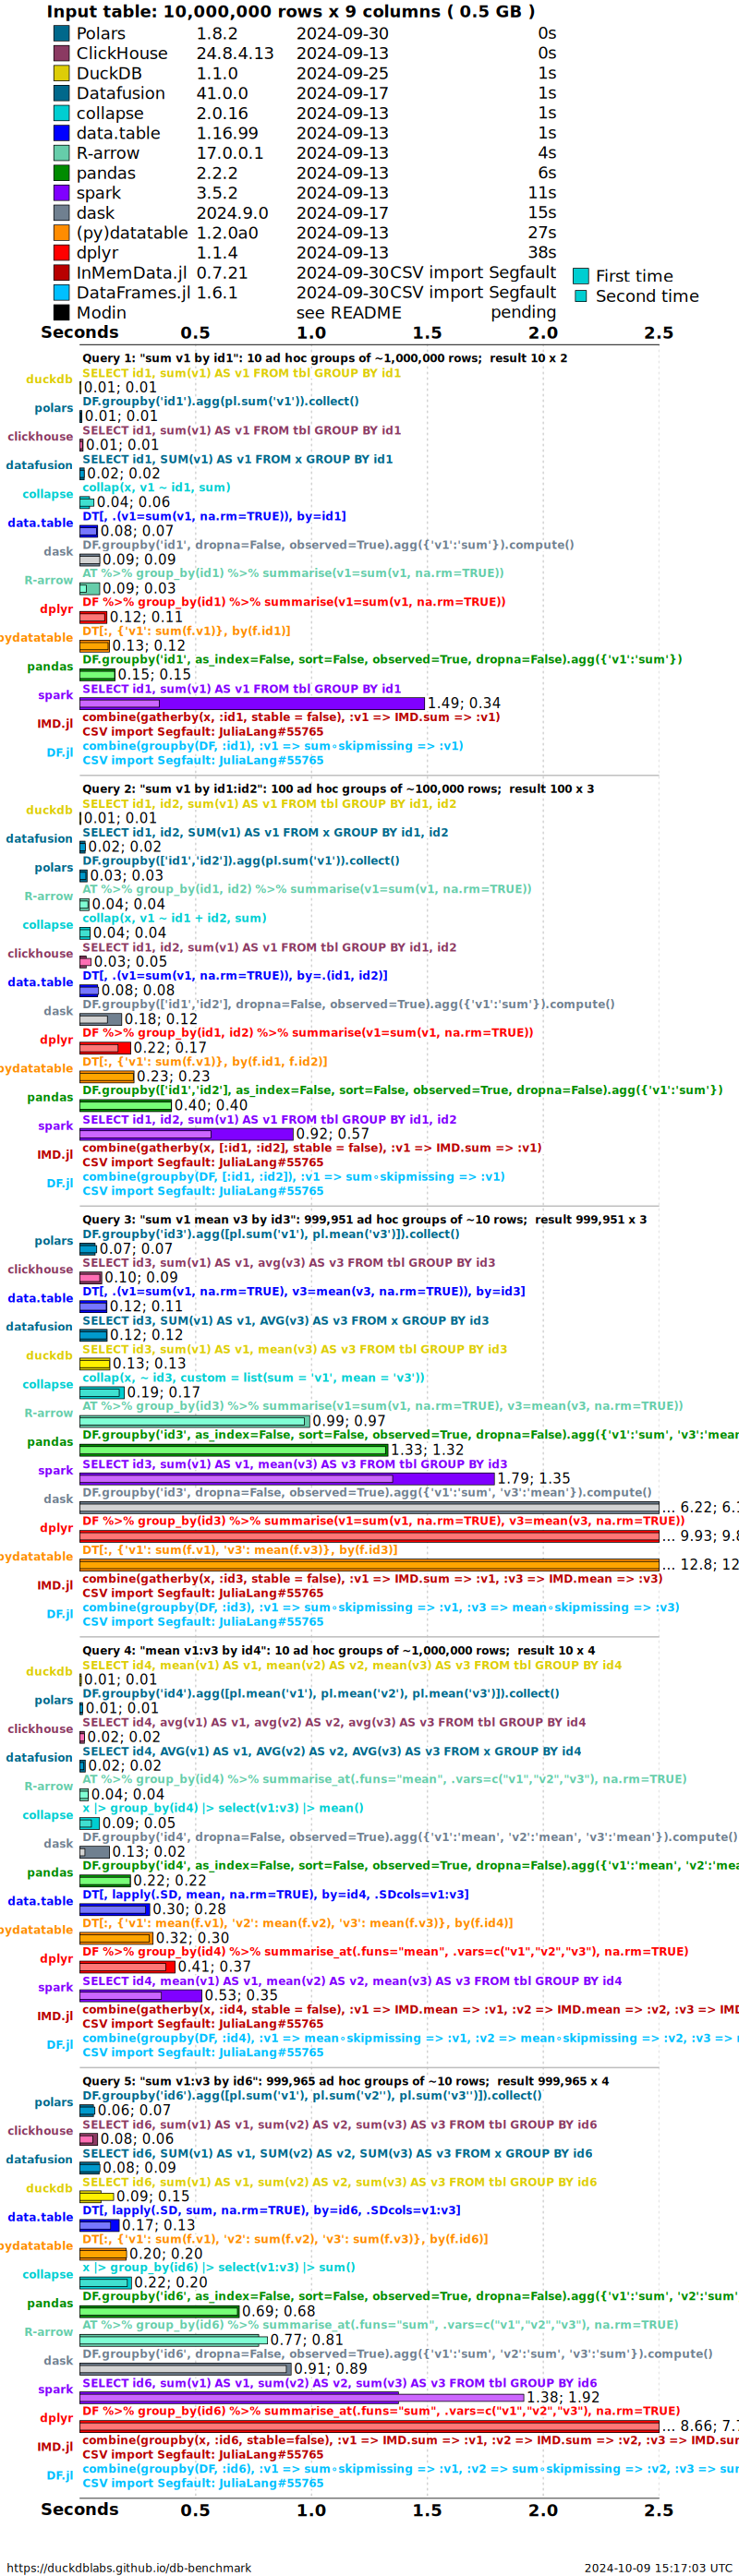 Input table: 10,000,000 rows x 9 columns ( 0.5 GB )
Polars 1.8.2 2024-09-30 0s
ClickHouse 24.8.4.13 2024-09-13 0s
DuckDB 1.1.0 2024-09-25 1s
Datafusion 41.0.0 2024-09-17 1s
collapse 2.0.16 2024-09-13 1s
data.table 1.16.99 2024-09-13 1s
R-arrow 17.0.0.1 2024-09-13 4s
pandas 2.2.2 2024-09-13 6s
spark 3.5.2 2024-09-13 11s
dask 2024.9.0 2024-09-17 15s
(py)datatable 1.2.0a0 2024-09-13 27s
dplyr 1.1.4 2024-09-13 38s
InMemData.jl 0.7.21 2024-09-30 CSV import Segfault First time
DataFrames.jl 1.6.1 2024-09-30 CSV import Segfault Second time
Modin see README pending
Seconds 0.5 1.0 1.5 2.0 2.5
Query 1: "sum v1 by id1": 10 ad hoc groups of ~1,000,000 rows; result 10 x 2
duckdb SELECT id1, sum(v1) AS v1 FROM tbl GROUP BY id1
0.01; 0.01
polars DF.groupby('id1').agg(pl.sum('v1')).collect()
0.01; 0.01
clickhouse SELECT id1, sum(v1) AS v1 FROM tbl GROUP BY id1
0.01; 0.01
datafusion SELECT id1, SUM(v1) AS v1 FROM x GROUP BY id1
0.02; 0.02
collapse collap(x, v1 ~ id1, sum)
0.04; 0.06
data.table DT[, .(v1=sum(v1, na.rm=TRUE)), by=id1]
0.08; 0.07
dask DF.groupby('id1', dropna=False, observed=True).agg({'v1':'sum'}).compute()
0.09; 0.09
R-arrow AT %>% group_by(id1) %>% summarise(v1=sum(v1, na.rm=TRUE))
0.09; 0.03
dplyr DF %>% group_by(id1) %>% summarise(v1=sum(v1, na.rm=TRUE))
0.12; 0.11
pydatatable DT[:, {'v1': sum(f.v1)}, by(f.id1)]
0.13; 0.12
pandas DF.groupby('id1', as_index=False, sort=False, observed=True, dropna=False).agg({'v1':'sum'})
0.15; 0.15
spark SELECT id1, sum(v1) AS v1 FROM tbl GROUP BY id1
1.49; 0.34
IMD.jl combine(gatherby(x, :id1, stable = false), :v1 => IMD.sum => :v1)
CSV import Segfault: JuliaLang#55765
DF.jl combine(groupby(DF, :id1), :v1 => sum∘skipmissing => :v1)
CSV import Segfault: JuliaLang#55765
Query 2: "sum v1 by id1:id2": 100 ad hoc groups of ~100,000 rows; result 100 x 3
duckdb SELECT id1, id2, sum(v1) AS v1 FROM tbl GROUP BY id1, id2
0.01; 0.01
datafusion SELECT id1, id2, SUM(v1) AS v1 FROM x GROUP BY id1, id2
0.02; 0.02
polars DF.groupby(['id1','id2']).agg(pl.sum('v1')).collect()
0.03; 0.03
R-arrow AT %>% group_by(id1, id2) %>% summarise(v1=sum(v1, na.rm=TRUE))
0.04; 0.04
collapse collap(x, v1 ~ id1 + id2, sum)
0.04; 0.04
clickhouse SELECT id1, id2, sum(v1) AS v1 FROM tbl GROUP BY id1, id2
0.03; 0.05
data.table DT[, .(v1=sum(v1, na.rm=TRUE)), by=.(id1, id2)]
0.08; 0.08
dask DF.groupby(['id1','id2'], dropna=False, observed=True).agg({'v1':'sum'}).compute()
0.18; 0.12
dplyr DF %>% group_by(id1, id2) %>% summarise(v1=sum(v1, na.rm=TRUE))
0.22; 0.17
pydatatable DT[:, {'v1': sum(f.v1)}, by(f.id1, f.id2)]
0.23; 0.23
pandas DF.groupby(['id1','id2'], as_index=False, sort=False, observed=True, dropna=False).agg({'v1':'sum'})
0.40; 0.40
spark SELECT id1, id2, sum(v1) AS v1 FROM tbl GROUP BY id1, id2
0.92; 0.57
IMD.jl combine(gatherby(x, [:id1, :id2], stable = false), :v1 => IMD.sum => :v1)
CSV import Segfault: JuliaLang#55765
DF.jl combine(groupby(DF, [:id1, :id2]), :v1 => sum∘skipmissing => :v1)
CSV import Segfault: JuliaLang#55765
Query 3: "sum v1 mean v3 by id3": 999,951 ad hoc groups of ~10 rows; result 999,951 x 3
polars DF.groupby('id3').agg([pl.sum('v1'), pl.mean('v3')]).collect()
0.07; 0.07
clickhouse SELECT id3, sum(v1) AS v1, avg(v3) AS v3 FROM tbl GROUP BY id3
0.10; 0.09
data.table DT[, .(v1=sum(v1, na.rm=TRUE), v3=mean(v3, na.rm=TRUE)), by=id3]
0.12; 0.11
datafusion SELECT id3, SUM(v1) AS v1, AVG(v3) AS v3 FROM x GROUP BY id3
0.12; 0.12
duckdb SELECT id3, sum(v1) AS v1, mean(v3) AS v3 FROM tbl GROUP BY id3
0.13; 0.13
collapse collap(x, ~ id3, custom = list(sum = 'v1', mean = 'v3'))
0.19; 0.17
R-arrow AT %>% group_by(id3) %>% summarise(v1=sum(v1, na.rm=TRUE), v3=mean(v3, na.rm=TRUE))
0.99; 0.97
pandas DF.groupby('id3', as_index=False, sort=False, observed=True, dropna=False).agg({'v1':'sum', 'v3':'mean
1.33; 1.32
spark SELECT id3, sum(v1) AS v1, mean(v3) AS v3 FROM tbl GROUP BY id3
1.79; 1.35
dask DF.groupby('id3', dropna=False, observed=True).agg({'v1':'sum', 'v3':'mean'}).compute()
... 6.22; 6.
dplyr DF %>% group_by(id3) %>% summarise(v1=sum(v1, na.rm=TRUE), v3=mean(v3, na.rm=TRUE))
... 9.93; 9.8
pydatatable DT[:, {'v1': sum(f.v1), 'v3': mean(f.v3)}, by(f.id3)]
... 12.8; 12
IMD.jl combine(gatherby(x, :id3, stable = false), :v1 => IMD.sum => :v1, :v3 => IMD.mean => :v3)
CSV import Segfault: JuliaLang#55765
DF.jl combine(groupby(DF, :id3), :v1 => sum∘skipmissing => :v1, :v3 => mean∘skipmissing => :v3)
CSV import Segfault: JuliaLang#55765
Query 4: "mean v1:v3 by id4": 10 ad hoc groups of ~1,000,000 rows; result 10 x 4
duckdb SELECT id4, mean(v1) AS v1, mean(v2) AS v2, mean(v3) AS v3 FROM tbl GROUP BY id4
0.01; 0.01
polars DF.groupby('id4').agg([pl.mean('v1'), pl.mean('v2'), pl.mean('v3')]).collect()
0.01; 0.01
clickhouse SELECT id4, avg(v1) AS v1, avg(v2) AS v2, avg(v3) AS v3 FROM tbl GROUP BY id4
0.02; 0.02
datafusion SELECT id4, AVG(v1) AS v1, AVG(v2) AS v2, AVG(v3) AS v3 FROM x GROUP BY id4
0.02; 0.02
R-arrow AT %>% group_by(id4) %>% summarise_at(.funs="mean", .vars=c("v1","v2","v3"), na.rm=TRUE)
0.04; 0.04
collapse x |> group_by(id4) |> select(v1:v3) |> mean()
0.09; 0.05
dask DF.groupby('id4', dropna=False, observed=True).agg({'v1':'mean', 'v2':'mean', 'v3':'mean'}).compute()
0.13; 0.02
pandas DF.groupby('id4', as_index=False, sort=False, observed=True, dropna=False).agg({'v1':'mean', 'v2':'mea
0.22; 0.22
data.table DT[, lapply(.SD, mean, na.rm=TRUE), by=id4, .SDcols=v1:v3]
0.30; 0.28
pydatatable DT[:, {'v1': mean(f.v1), 'v2': mean(f.v2), 'v3': mean(f.v3)}, by(f.id4)]
0.32; 0.30
dplyr DF %>% group_by(id4) %>% summarise_at(.funs="mean", .vars=c("v1","v2","v3"), na.rm=TRUE)
0.41; 0.37
spark SELECT id4, mean(v1) AS v1, mean(v2) AS v2, mean(v3) AS v3 FROM tbl GROUP BY id4
0.53; 0.35
IMD.jl combine(gatherby(x, :id4, stable = false), :v1 => IMD.mean => :v1, :v2 => IMD.mean => :v2, :v3 => IMD
CSV import Segfault: JuliaLang#55765
DF.jl combine(groupby(DF, :id4), :v1 => mean∘skipmissing => :v1, :v2 => mean∘skipmissing => :v2, :v3 =>
CSV import Segfault: JuliaLang#55765
Query 5: "sum v1:v3 by id6": 999,965 ad hoc groups of ~10 rows; result 999,965 x 4
polars DF.groupby('id6').agg([pl.sum('v1'), pl.sum('v2''), pl.sum('v3'')]).collect()
0.06; 0.07
clickhouse SELECT id6, sum(v1) AS v1, sum(v2) AS v2, sum(v3) AS v3 FROM tbl GROUP BY id6
0.08; 0.06
datafusion SELECT id6, SUM(v1) AS v1, SUM(v2) AS v2, SUM(v3) AS v3 FROM x GROUP BY id6
0.08; 0.09
duckdb SELECT id6, sum(v1) AS v1, sum(v2) AS v2, sum(v3) AS v3 FROM tbl GROUP BY id6
0.09; 0.15
data.table DT[, lapply(.SD, sum, na.rm=TRUE), by=id6, .SDcols=v1:v3]
0.17; 0.13
pydatatable DT[:, {'v1': sum(f.v1), 'v2': sum(f.v2), 'v3': sum(f.v3)}, by(f.id6)]
0.20; 0.20
collapse x |> group_by(id6) |> select(v1:v3) |> sum()
0.22; 0.20
pandas DF.groupby('id6', as_index=False, sort=False, observed=True, dropna=False).agg({'v1':'sum', 'v2':'sum'
0.69; 0.68
R-arrow AT %>% group_by(id6) %>% summarise_at(.funs="sum", .vars=c("v1","v2","v3"), na.rm=TRUE)
0.77; 0.81
dask DF.groupby('id6', dropna=False, observed=True).agg({'v1':'sum', 'v2':'sum', 'v3':'sum'}).compute()
0.91; 0.89
spark SELECT id6, sum(v1) AS v1, sum(v2) AS v2, sum(v3) AS v3 FROM tbl GROUP BY id6
1.38; 1.92
dplyr DF %>% group_by(id6) %>% summarise_at(.funs="sum", .vars=c("v1","v2","v3"), na.rm=TRUE)
... 8.66; 7.7
IMD.jl combine(groupby(x, :id6, stable=false), :v1 => IMD.sum => :v1, :v2 => IMD.sum => :v2, :v3 => IMD.sum
CSV import Segfault: JuliaLang#55765
DF.jl combine(groupby(DF, :id6), :v1 => sum∘skipmissing => :v1, :v2 => sum∘skipmissing => :v2, :v3 => sum
CSV import Segfault: JuliaLang#55765
Seconds 0.5 1.0 1.5 2.0 2.5
https://duckdblabs.github.io/db-benchmark 2024-10-09 15:17:03 UTC